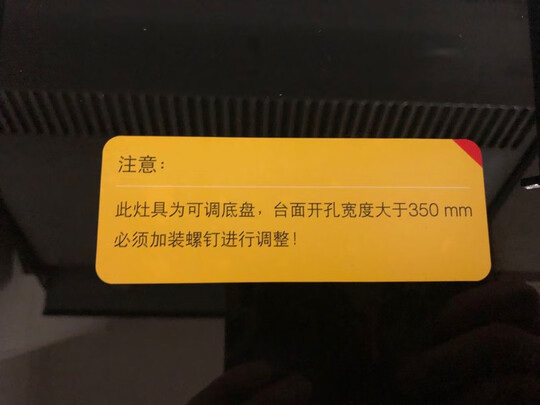 注意：
此灶具为可调底盘，台面开孔宽度大于350 mm
必须加装螺钉进行调整！